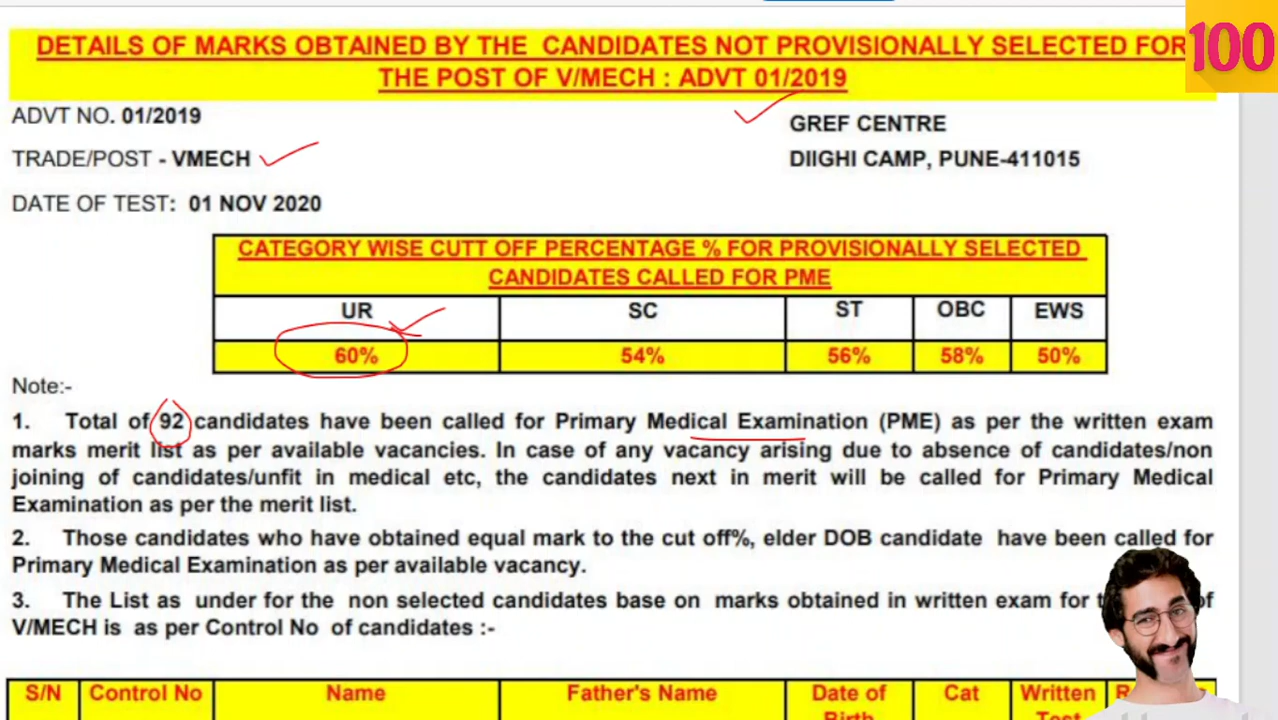 DETAILS OF MARKS OBTAINED BY THE CANDIDATES NOT PROVISIONALLY SELECTED FOR
THE POST OF V/MECH : ADVT 01/2019
100
ADVT NO. 01/2019
GREF CENTRE
TRADE/POST - VMECH
DIIGHI CAMP, PUNE-411015
DATE OF TEST: 01 NOV 2020
CATEGORY WISE CUTT OFF PERCENTAGE % FOR PROVISIONALLY SELECTED
CANDIDATES CALLED FOR PME
UR SC ST OBC EWS
60% 54% 56% 58% 50%
Note:-
1. Total of 92 candidates have been called for Primary Medical Examination (PME) as per the written exam
marks merit list as per available vacancies. In case of any vacancy arising due to absence of candidates/non
joining of candidates/unfit in medical etc, the candidates next in merit will be called for Primary Medical
Examination as per the merit list.
2. Those candidates who have obtained equal mark to the cut off%, elder DOB candidate have been called for
Primary Medical Examination as per available vacancy.
3. The List as under for the non selected candidates base on marks obtained in written exam for of
V/MECH is as per Control No of candidates :-
S/N Control No Name Father's Name Date of Cat Written
Birth Test